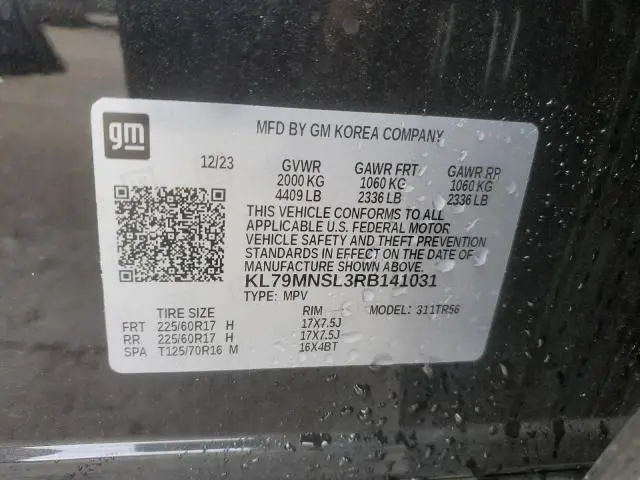 gm
MFD BY GM KOREA COMPANY
12/23 GVWR GAWR FRT GAWR RR
2000 KG 1060 KG 1060 KG
4409 LB 2336 LB 2336 LB
THIS VEHICLE CONFORMS TO ALL
APPLICABLE U.S. FEDERAL MOTOR
VEHICLE SAFETY AND THEFT PREVENTION
STANDARDS IN EFFECT ON THE DATE OF
MANUFACTURE SHOWN ABOVE.
KL79MNSL3RB141031
TYPE: MPV MODEL: 311TR56
TIRE SIZE RIM
FRT 225/60R17 H 17X7.5J
RR 225/60R17 H 17X7.5J
SPA T125/70R16 M 16X4BT